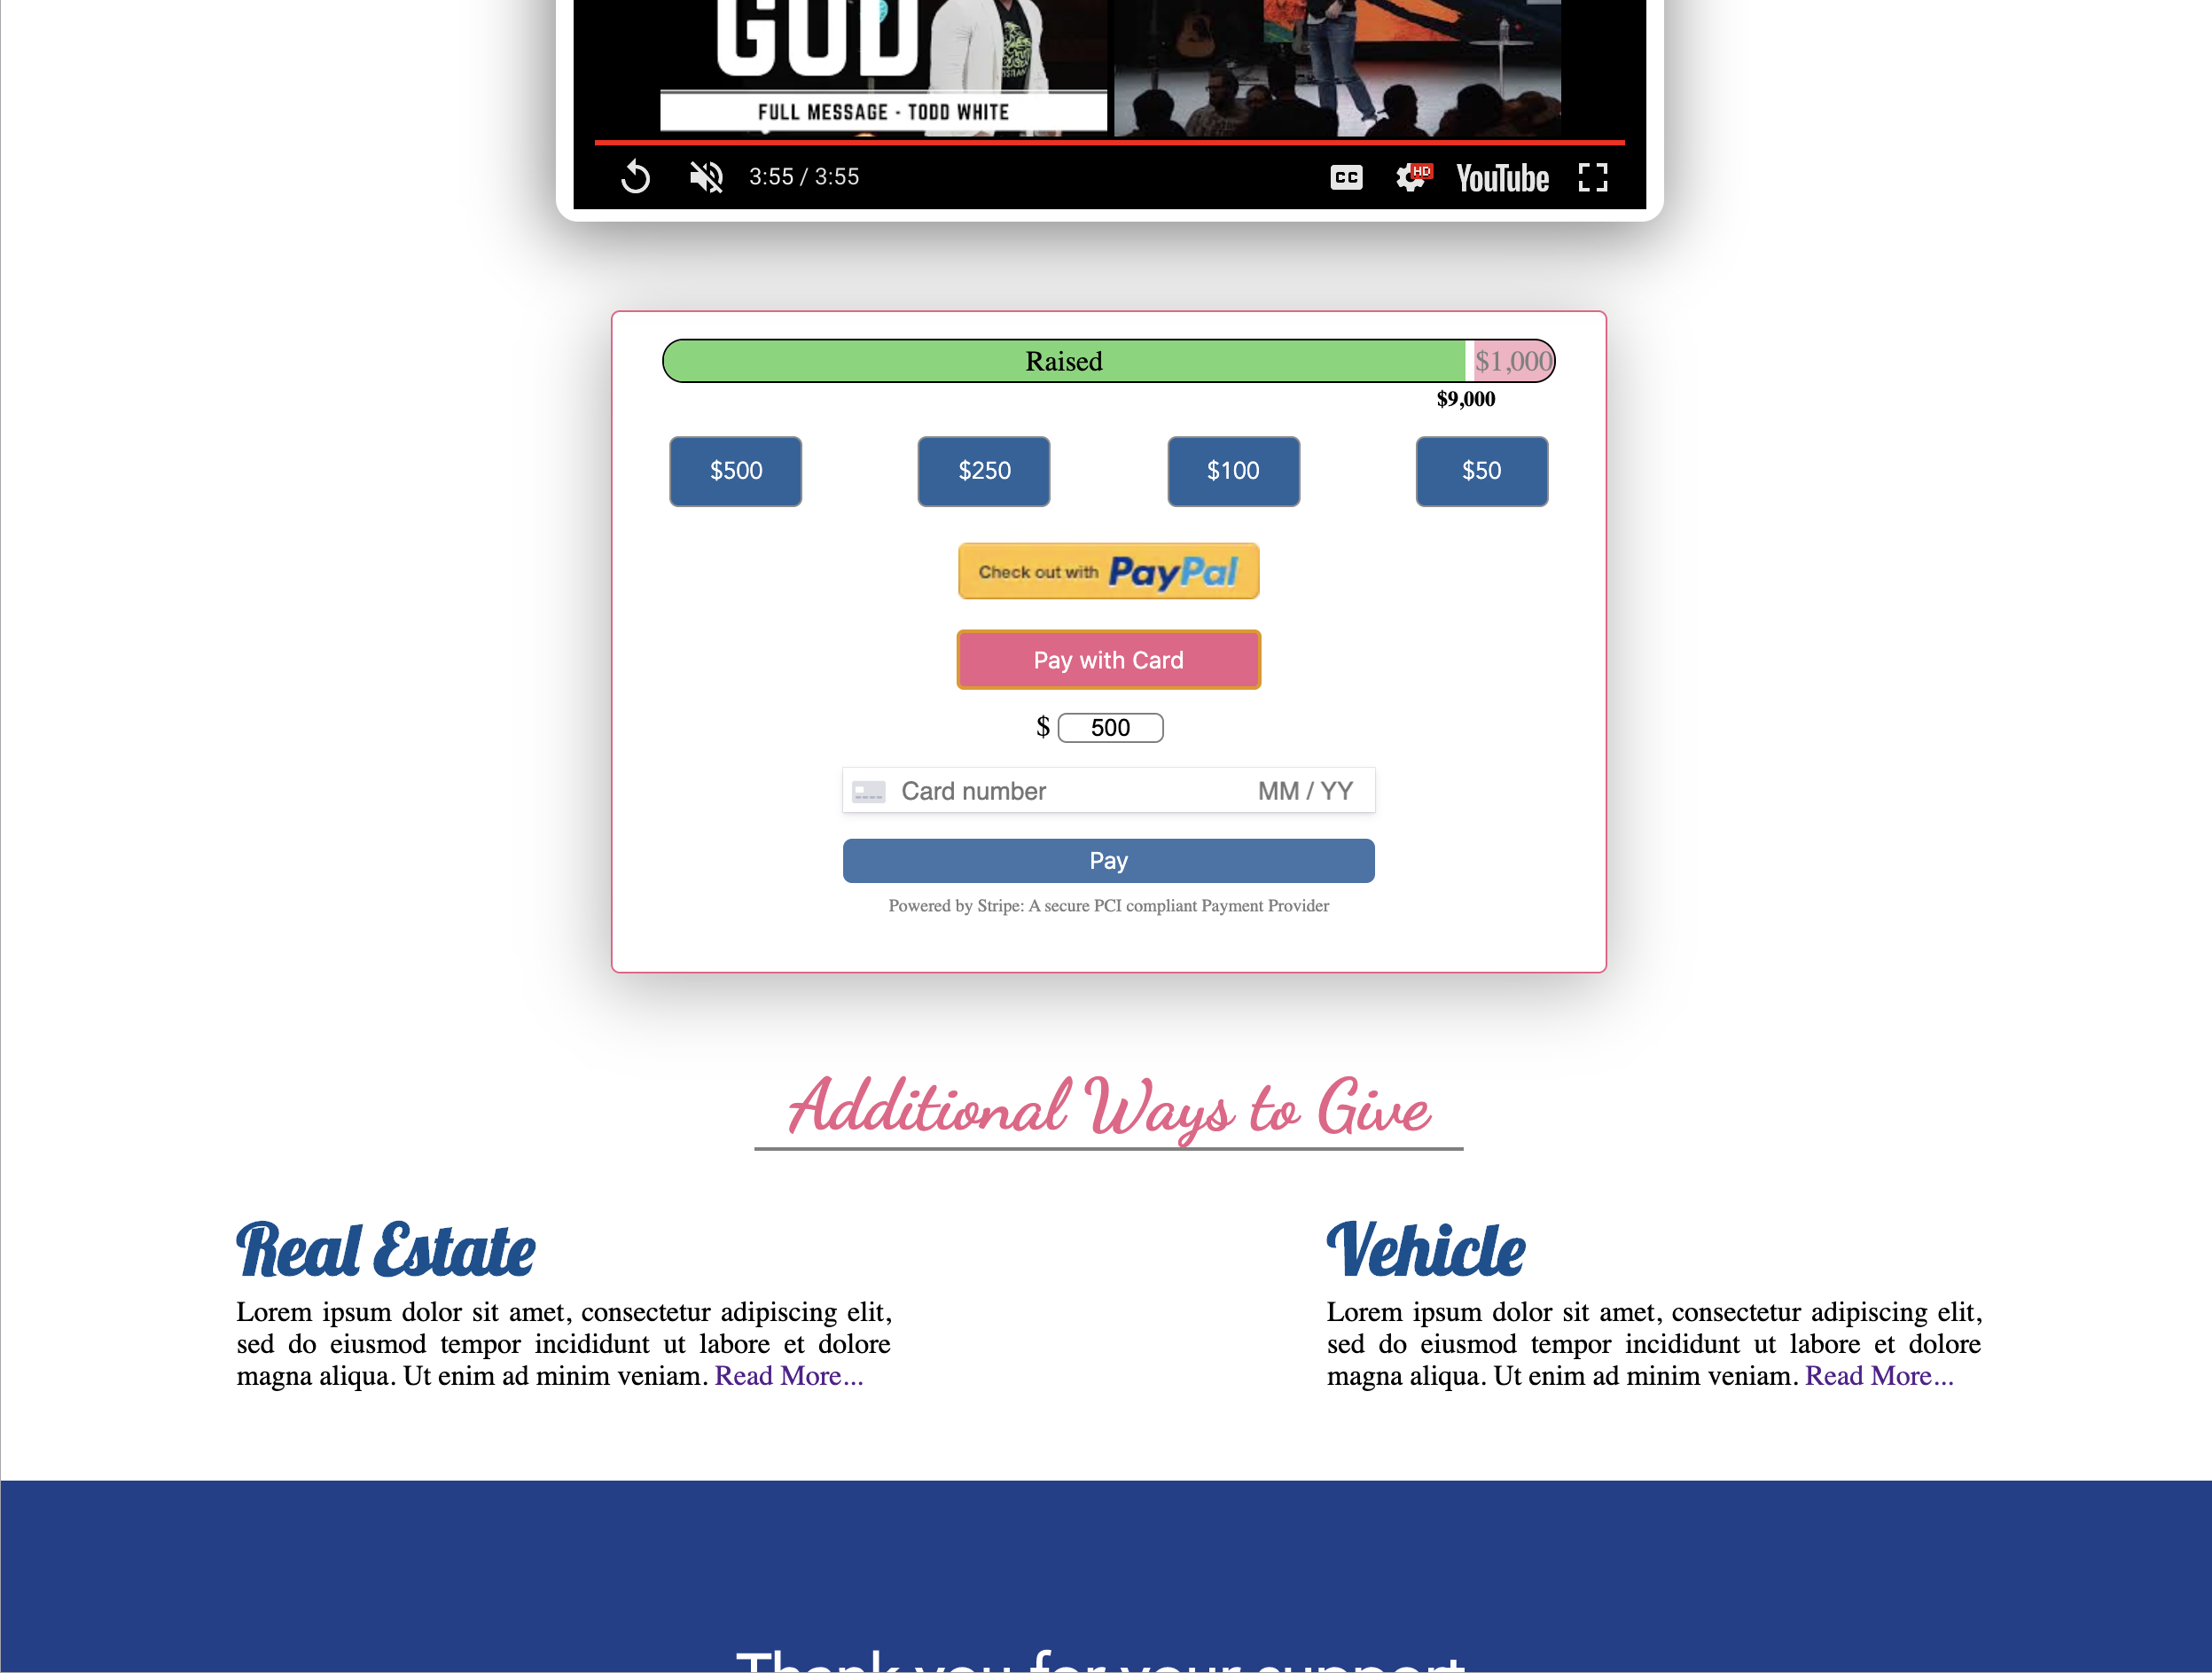 GOD
FULL MESSAGE - TODD WHITE
3:55 / 3:55
CC
HD
YouTube
Raised
$1,000
$9,000
$500
$250
$100
$50
Check out with PayPal
Pay with Card
$ 500
Card number
MM / YY
Pay
Powered by Stripe: A secure PCI compliant Payment Provider
Additional Ways to Give
Real Estate
Lorem ipsum dolor sit amet, consectetur adipiscing elit,
sed do eiusmod tempor incididunt ut labore et dolore
magna aliqua. Ut enim ad minim veniam. Read More...
Vehicle
Lorem ipsum dolor sit amet, consectetur adipiscing elit,
sed do eiusmod tempor incididunt ut labore et dolore
magna aliqua. Ut enim ad minim veniam. Read More...
Thank you for your support